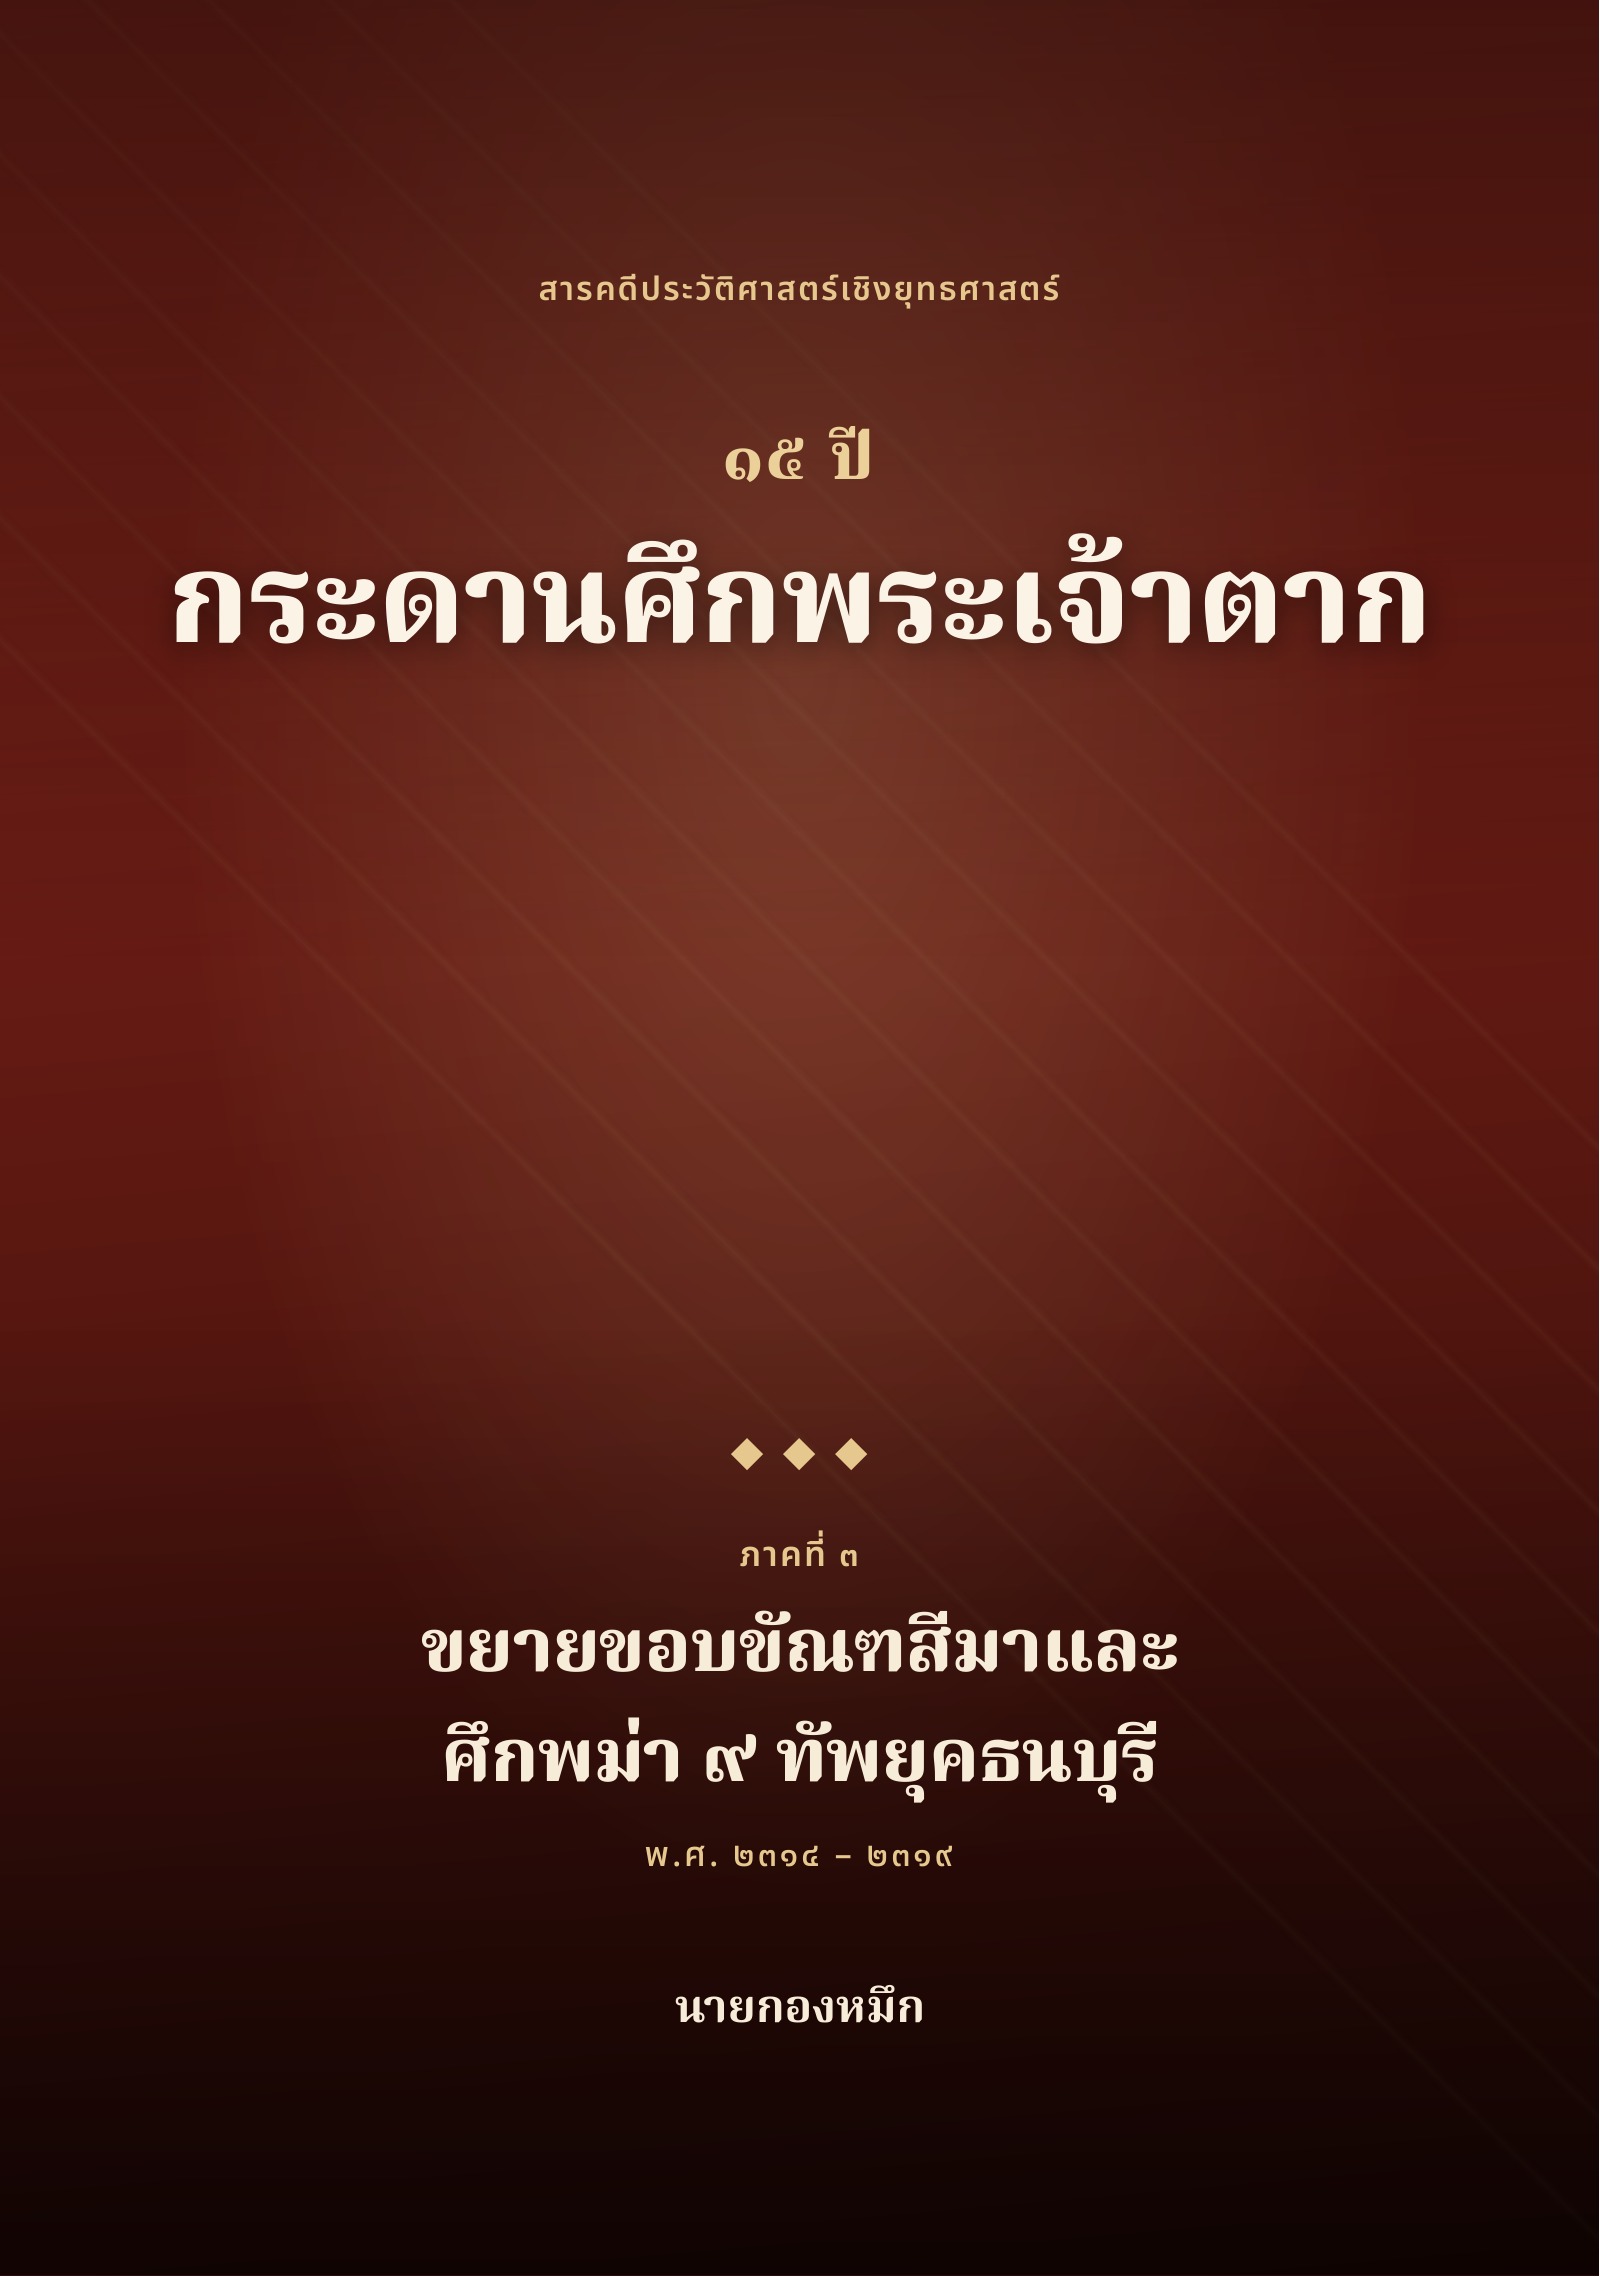 สารคดีประวัติศาสตร์เชิงยุทธศาสตร์
๑๕ ปี
กระดานศึกพระเจ้าตาก
ภาคที่ ๓
ขยายขอบขัณฑสีมาและ
ศึกพม่า ๙ ทัพยุคธนบุรี
พ.ศ. ๒๓๑๔ – ๒๓๑๙
นายกองหมึก